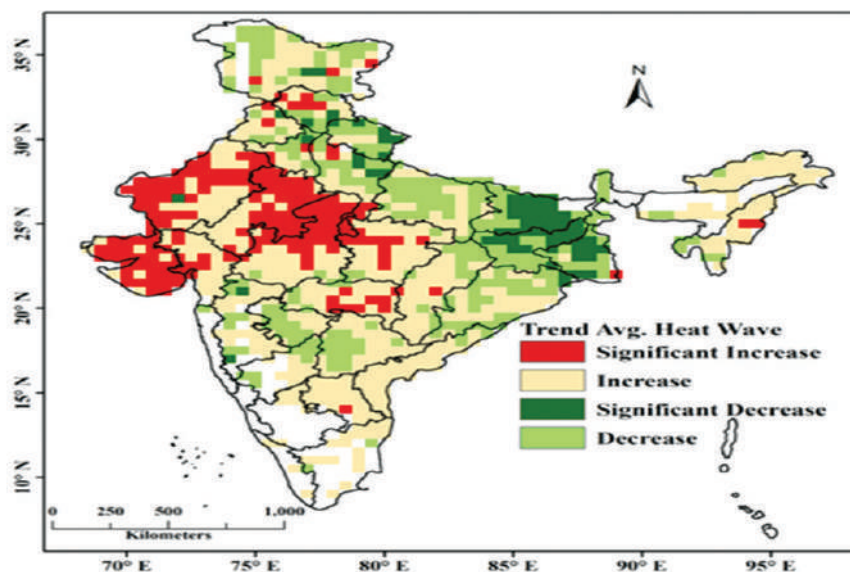 35° N
30° N
25° N
20° N
15° N
10° N
N
Trend Avg. Heat Wave
Significant Increase
Increase
Significant Decrease
Decrease
0 250 500 1,000
Kilometers
70° E 75° E 80° E 85° E 90° E 95° E